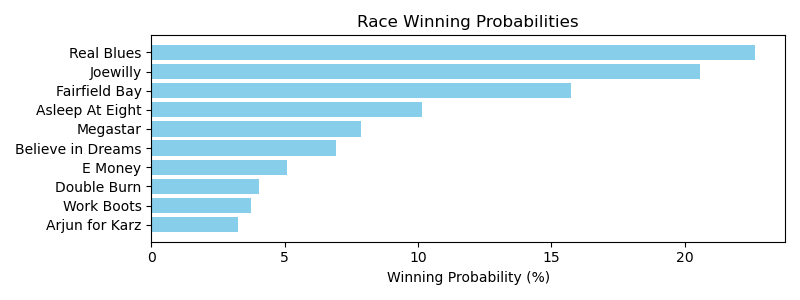 Race Winning Probabilities
Real Blues
Joewilly
Fairfield Bay
Asleep At Eight
Megastar
Believe in Dreams
E Money
Double Burn
Work Boots
Arjun for Karz
0 5 10 15 20
Winning Probability (%)